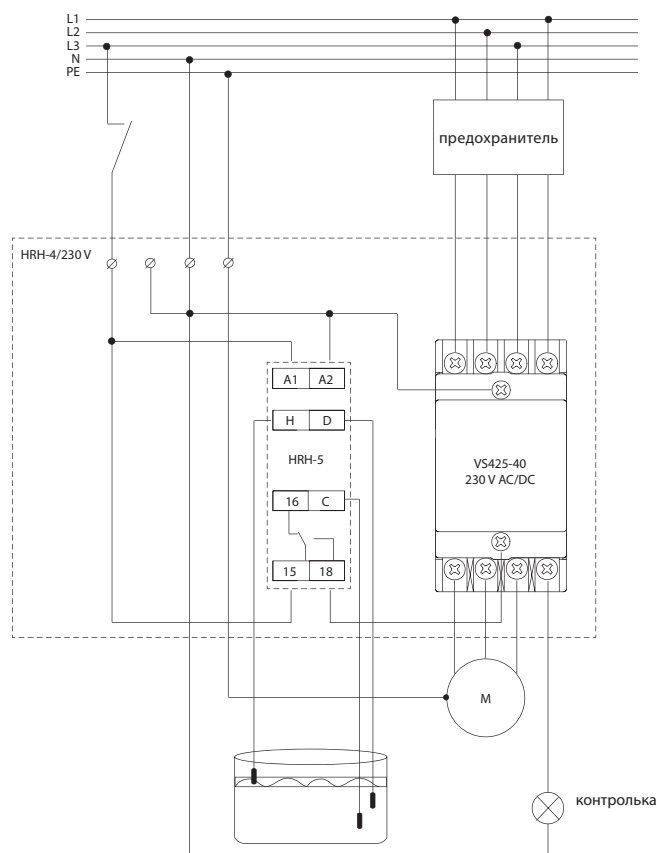 L1
L2
L3
N
PE
предохранитель
HRH-4/230 V
A1 A2
H D
HRH-5
VS425-40
230 V AC/DC
16 C
15 18
M
контролька